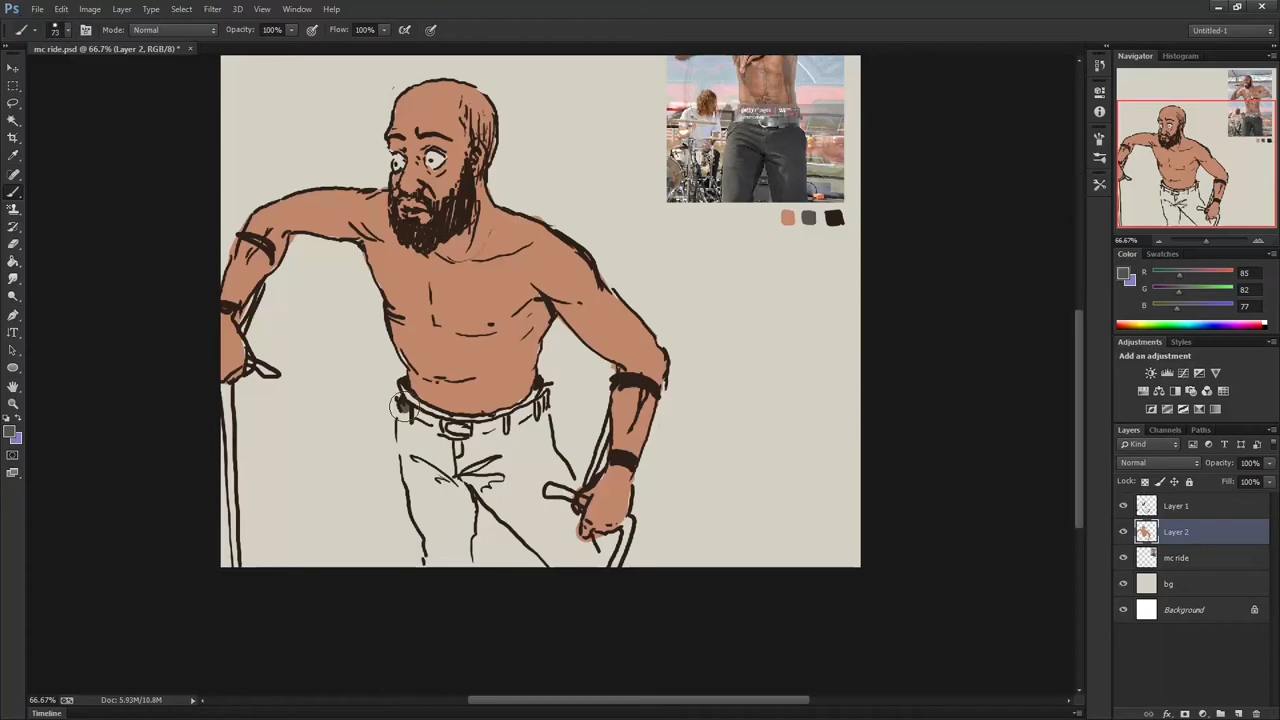 Ps File Edit Image Layer Type Select Filter 3D View Window Help
73 Mode: Normal Opacity: 100% Flow: 100% Untitled-1
mc ride.psd @ 66.7% (Layer 2, RGB/8) * ×
Navigator Histogram
66.67%
Color Swatches
R 85
G 82
B 77
Adjustments Styles
Add an adjustment
Layers Channels Paths
Kind
Normal Opacity: 100%
Lock: Fill: 100%
Layer 1
Layer 2
mc ride
bg
Background
66.67% Doc: 5.93M/10.8M
Timeline